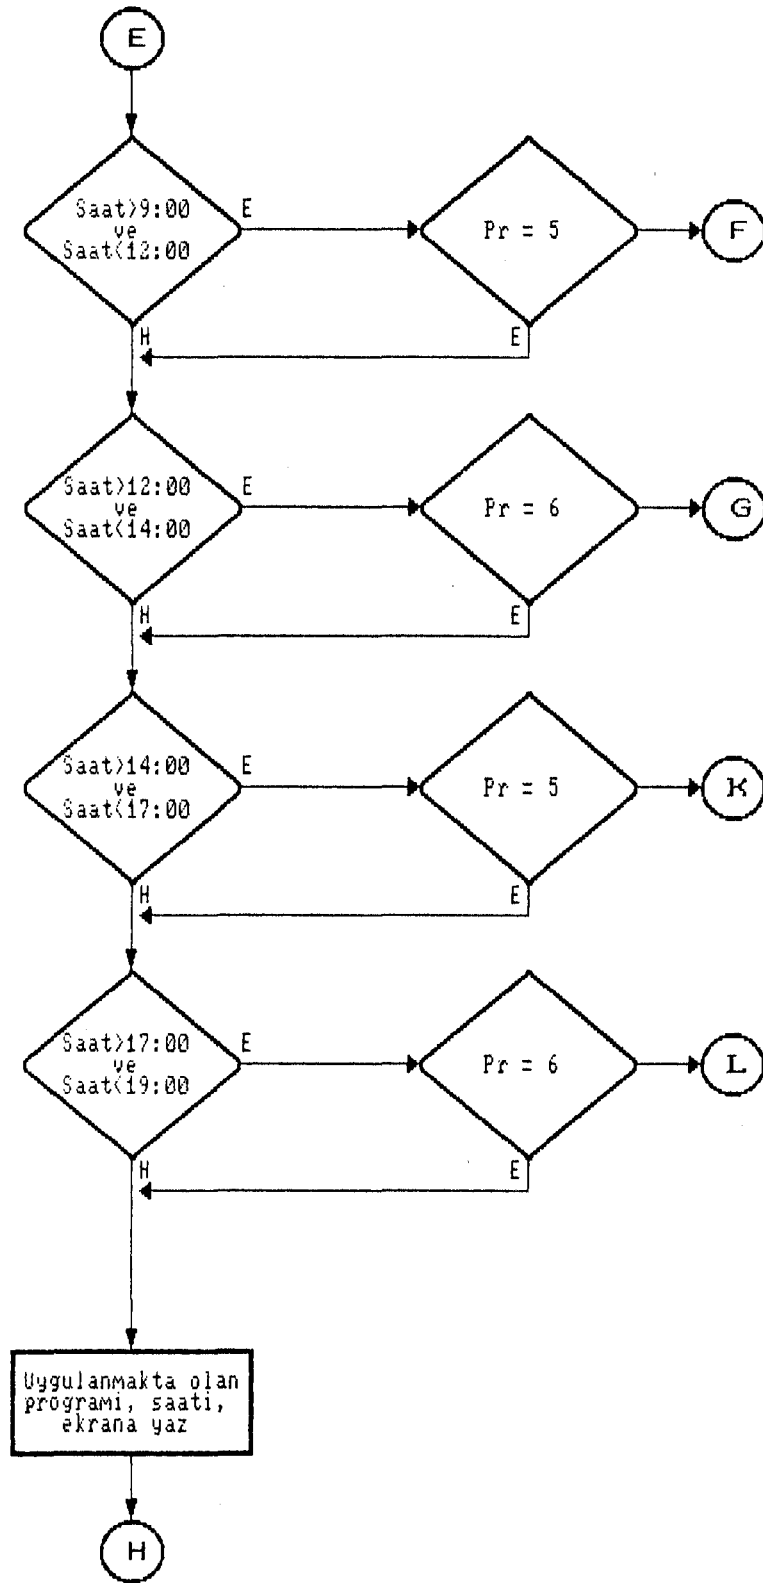 E
Saat>9:00
ve
Saat<12:00
E
Pr = 5
F
H
E
Saat>12:00
ve
Saat<14:00
E
Pr = 6
G
H
E
Saat>14:00
ve
Saat<17:00
E
Pr = 5
K
H
E
Saat>17:00
ve
Saat<19:00
E
Pr = 6
L
H
E
Uygulanmakta olan
programi, saati,
ekrana yaz
H